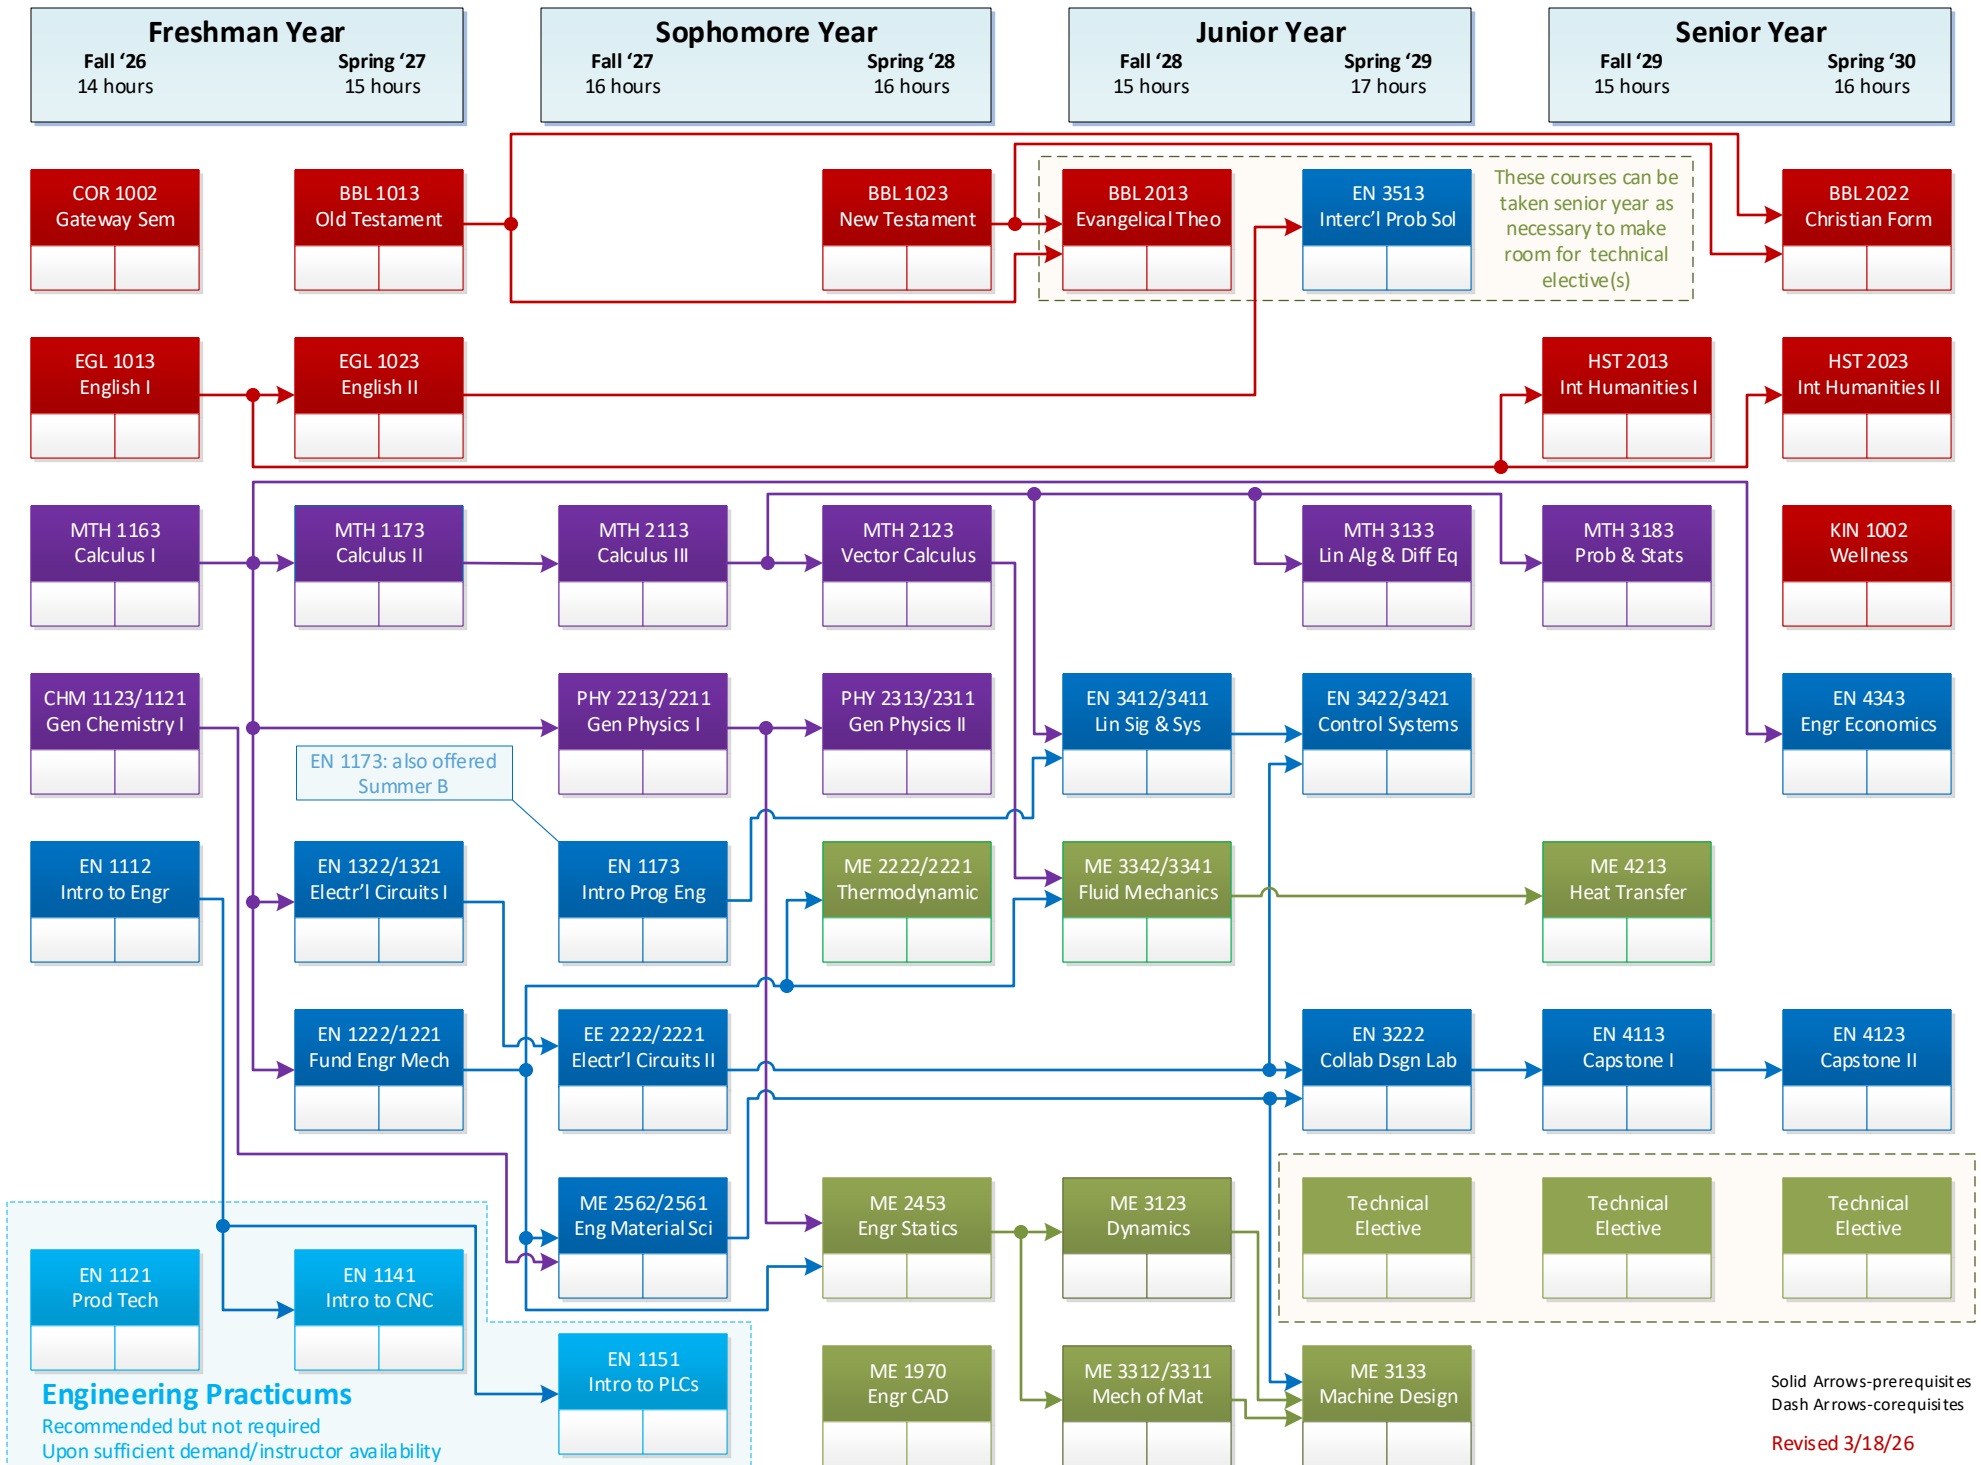 Freshman Year
Fall ‘26
Spring ‘27
14 hours
15 hours
Sophomore Year
Fall ‘27
Spring ‘28
16 hours
16 hours
Junior Year
Fall ‘28
Spring ‘29
15 hours
17 hours
Senior Year
Fall ‘29
Spring ‘30
15 hours
16 hours
COR 1002
Gateway Sem
BBL 1013
Old Testament
BBL 1023
New Testament
BBL 2013
Evangelical Theo
EN 3513
Interc’l Prob Sol
These courses can be
taken senior year as
necessary to make
room for technical
elective(s)
BBL 2022
Christian Form
EGL 1013
English I
EGL 1023
English II
HST 2013
Int Humanities I
HST 2023
Int Humanities II
MTH 1163
Calculus I
MTH 1173
Calculus II
MTH 2113
Calculus III
MTH 2123
Vector Calculus
MTH 3133
Lin Alg & Diff Eq
MTH 3183
Prob & Stats
KIN 1002
Wellness
CHM 1123/1121
Gen Chemistry I
PHY 2213/2211
Gen Physics I
PHY 2313/2311
Gen Physics II
EN 3412/3411
Lin Sig & Sys
EN 3422/3421
Control Systems
EN 4343
Engr Economics
EN 1173: also offered
Summer B
EN 1112
Intro to Engr
EN 1322/1321
Electr’l Circuits I
EN 1173
Intro Prog Eng
ME 2222/2221
Thermodynamic
ME 3342/3341
Fluid Mechanics
ME 4213
Heat Transfer
EN 1222/1221
Fund Engr Mech
EE 2222/2221
Electr’l Circuits II
EN 3222
Collab Dsgn Lab
EN 4113
Capstone I
EN 4123
Capstone II
ME 2562/2561
Eng Material Sci
ME 2453
Engr Statics
ME 3123
Dynamics
Technical
Elective
Technical
Elective
Technical
Elective
EN 1121
Prod Tech
EN 1141
Intro to CNC
EN 1151
Intro to PLCs
ME 1970
Engr CAD
ME 3312/3311
Mech of Mat
ME 3133
Machine Design
Engineering Practicums
Recommended but not required
Upon sufficient demand/instructor availability
Solid Arrows-prerequisites
Dash Arrows-corequisites
Revised 3/18/26